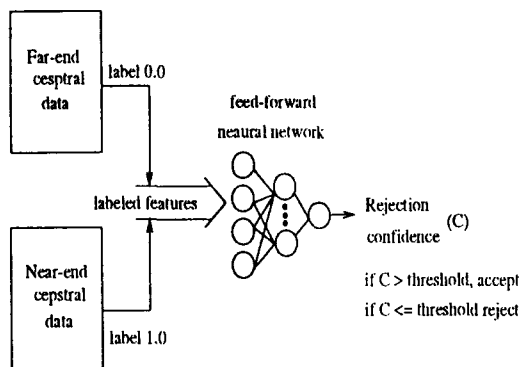 Far-end
cesptral
data
label 0.0
feed-forward
neaural network
labeled features
Rejection
confidence (C)
Near-end
cepstral
data
label 1.0
if C > threshold, accept
if C <= threshold reject